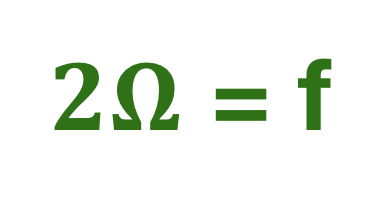 2Ω = f